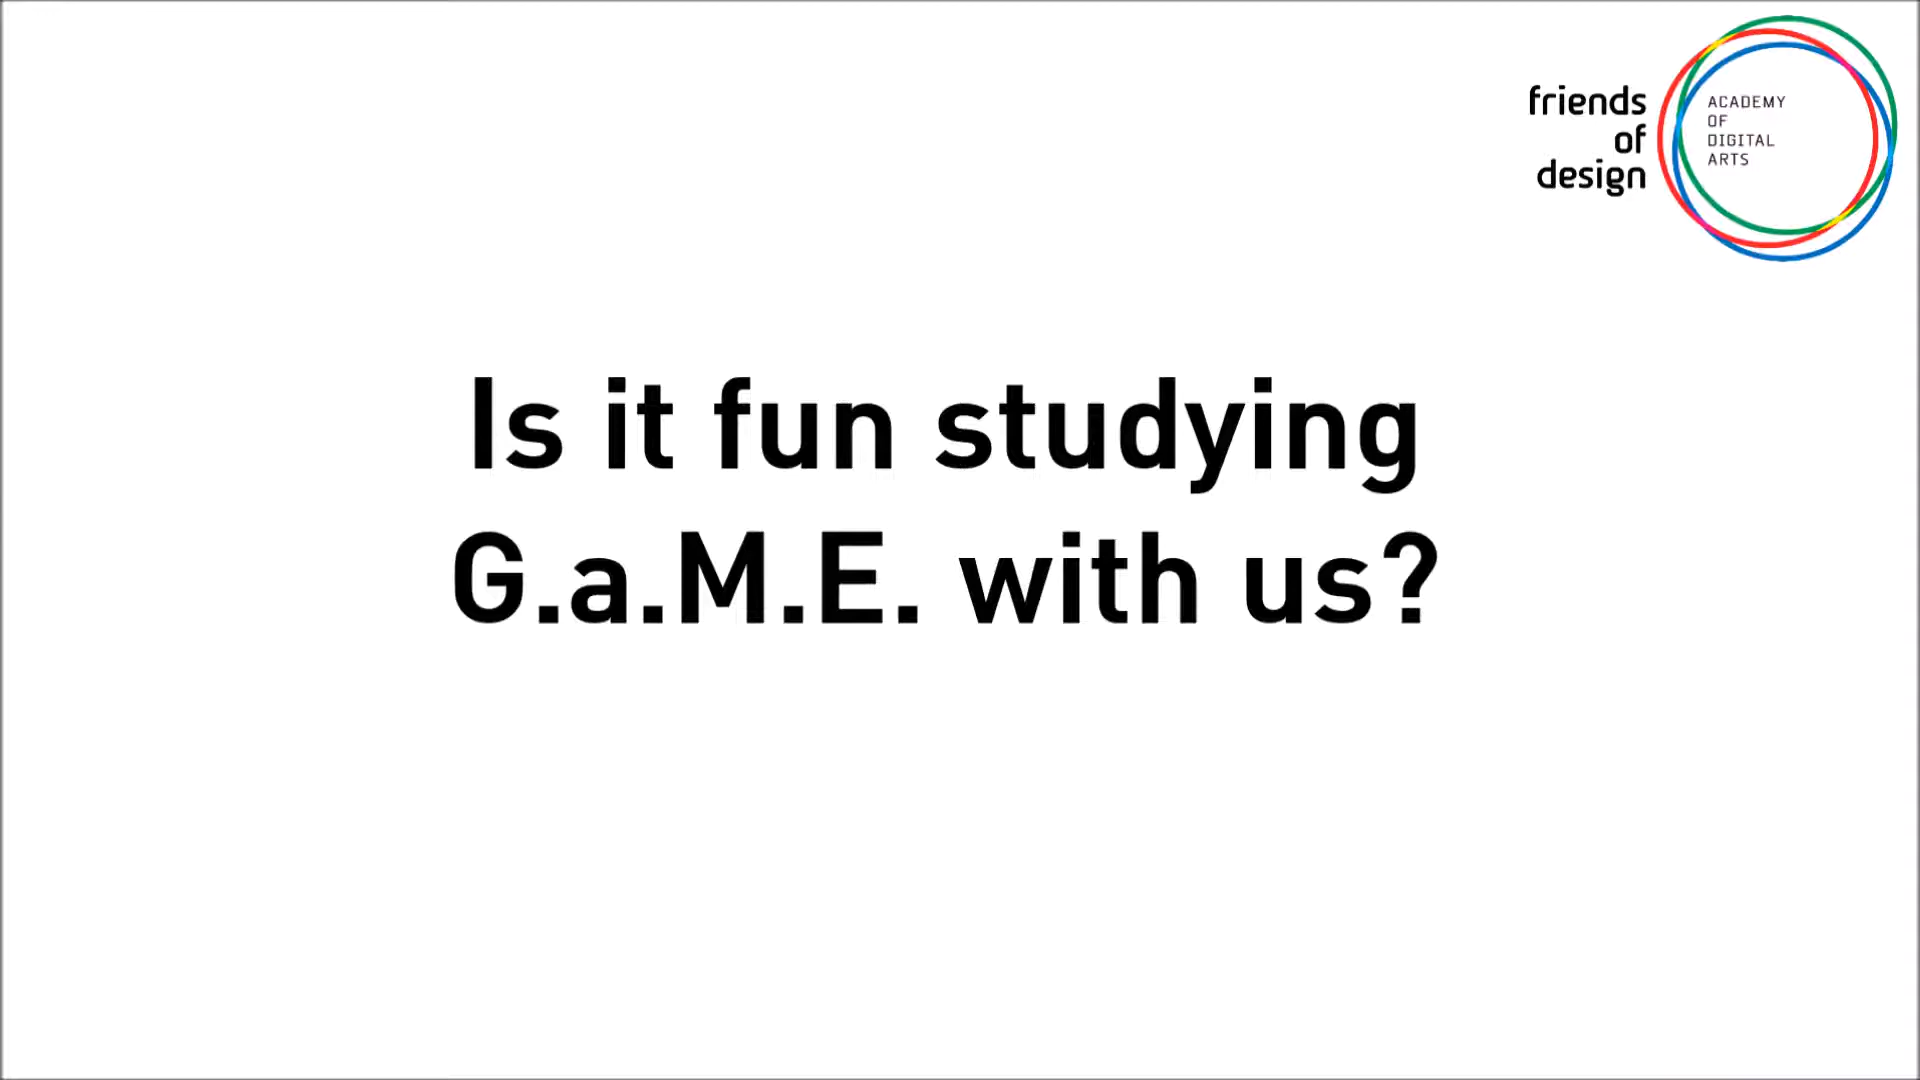 friends
of
design
ACADEMY
OF
DIGITAL
ARTS
Is it fun studying
G.a.M.E. with us?